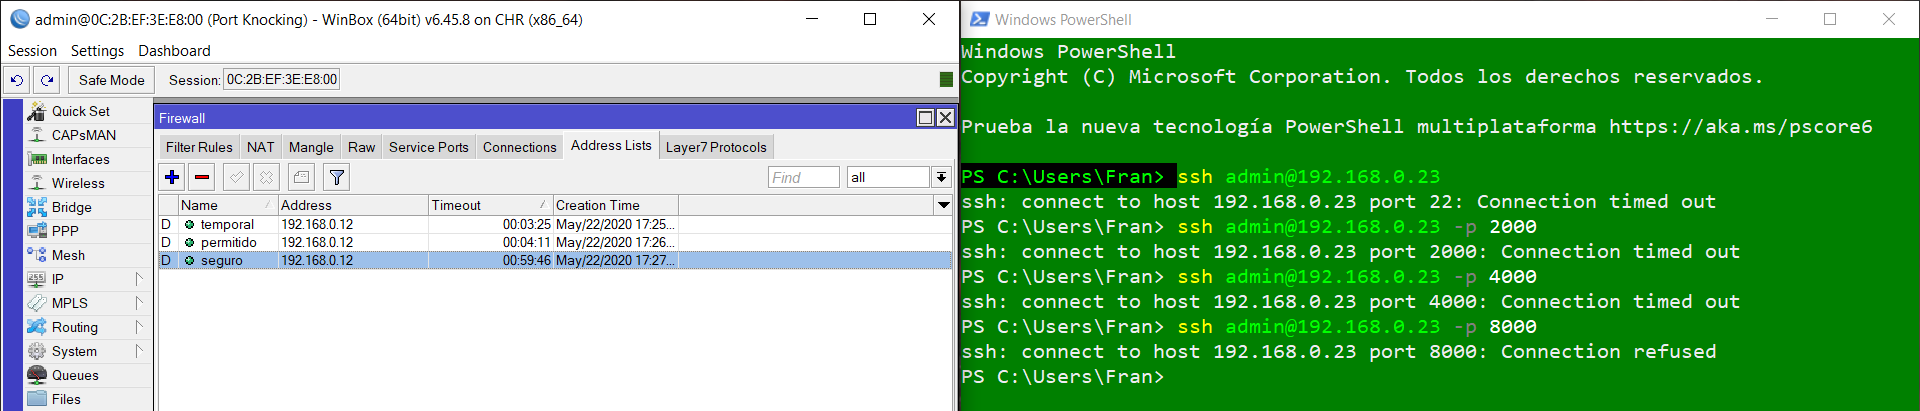 admin@0C:2B:EF:3E:E8:00 (Port Knocking) - WinBox (64bit) v6.45.8 on CHR (x86_64)
Session Settings Dashboard
Safe Mode Session: 0C:2B:EF:3E:E8:00
Quick Set
CAPsMAN
Interfaces
Wireless
Bridge
PPP
Mesh
IP
MPLS
Routing
System
Queues
Files
Firewall
Filter Rules NAT Mangle Raw Service Ports Connections Address Lists Layer7 Protocols
Find all
Name Address Timeout Creation Time
D temporal 192.168.0.12 00:03:25 May/22/2020 17:25...
D permitido 192.168.0.12 00:04:11 May/22/2020 17:26...
D seguro 192.168.0.12 00:59:46 May/22/2020 17:27...
Windows PowerShell
Windows PowerShell
Copyright (C) Microsoft Corporation. Todos los derechos reservados.
Prueba la nueva tecnología PowerShell multiplataforma https://aka.ms/pscore6
PS C:\Users\Fran> ssh admin@192.168.0.23
ssh: connect to host 192.168.0.23 port 22: Connection timed out
PS C:\Users\Fran> ssh admin@192.168.0.23 -p 2000
ssh: connect to host 192.168.0.23 port 2000: Connection timed out
PS C:\Users\Fran> ssh admin@192.168.0.23 -p 4000
ssh: connect to host 192.168.0.23 port 4000: Connection timed out
PS C:\Users\Fran> ssh admin@192.168.0.23 -p 8000
ssh: connect to host 192.168.0.23 port 8000: Connection refused
PS C:\Users\Fran>